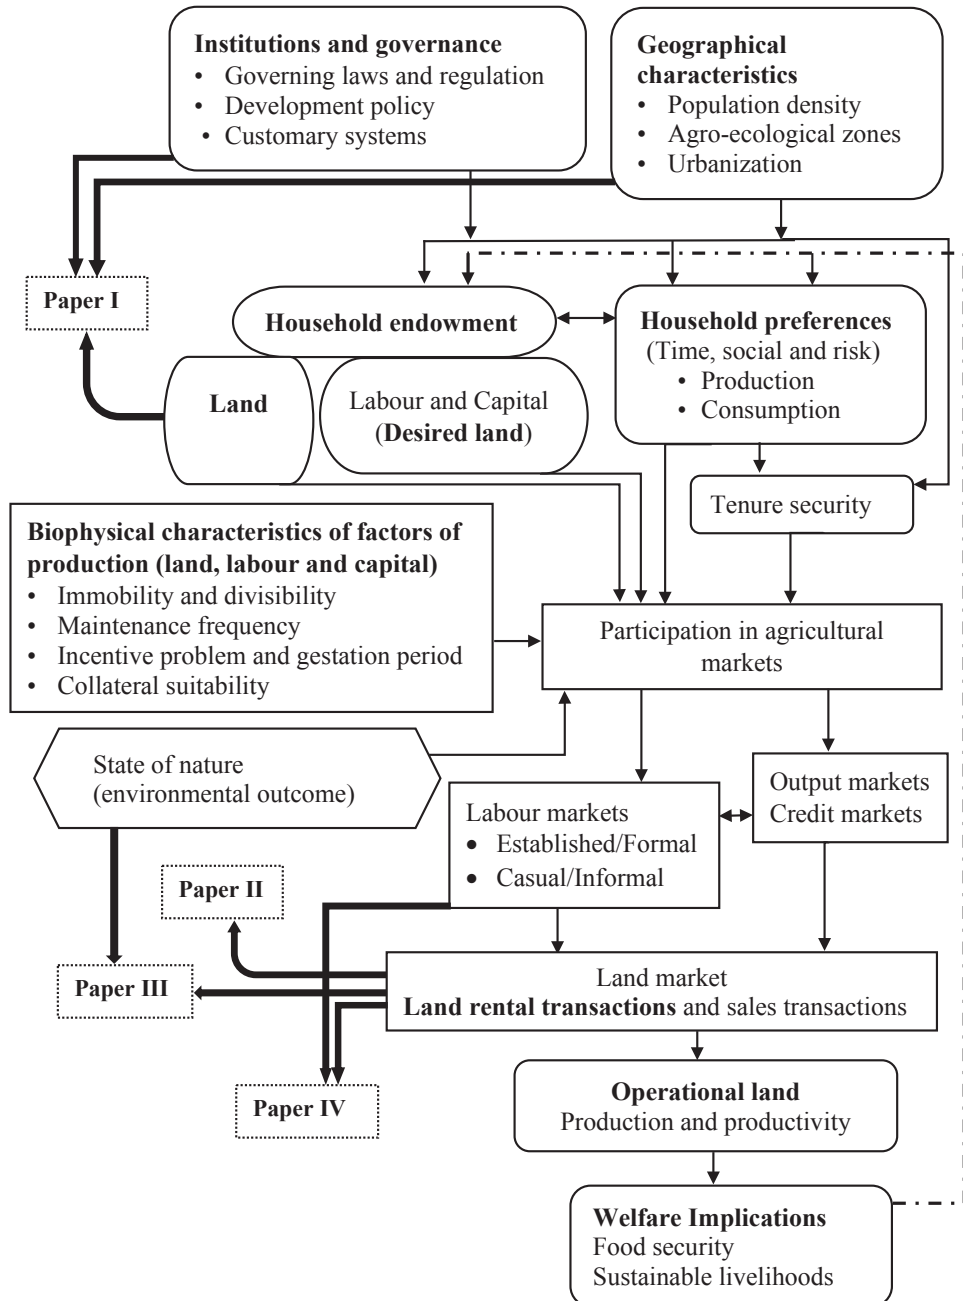 Institutions and governance
• Governing laws and regulation
• Development policy
• Customary systems
Geographical
characteristics
• Population density
• Agro-ecological zones
• Urbanization
Paper I
Household endowment
Household preferences
(Time, social and risk)
• Production
• Consumption
Land
Labour and Capital
(Desired land)
Tenure security
Biophysical characteristics of factors of
production (land, labour and capital)
• Immobility and divisibility
• Maintenance frequency
• Incentive problem and gestation period
• Collateral suitability
Participation in agricultural
markets
State of nature
(environmental outcome)
Output markets
Credit markets
Labour markets
• Established/Formal
• Casual/Informal
Paper II
Paper III
Land market
Land rental transactions and sales transactions
Paper IV
Operational land
Production and productivity
Welfare Implications
Food security
Sustainable livelihoods